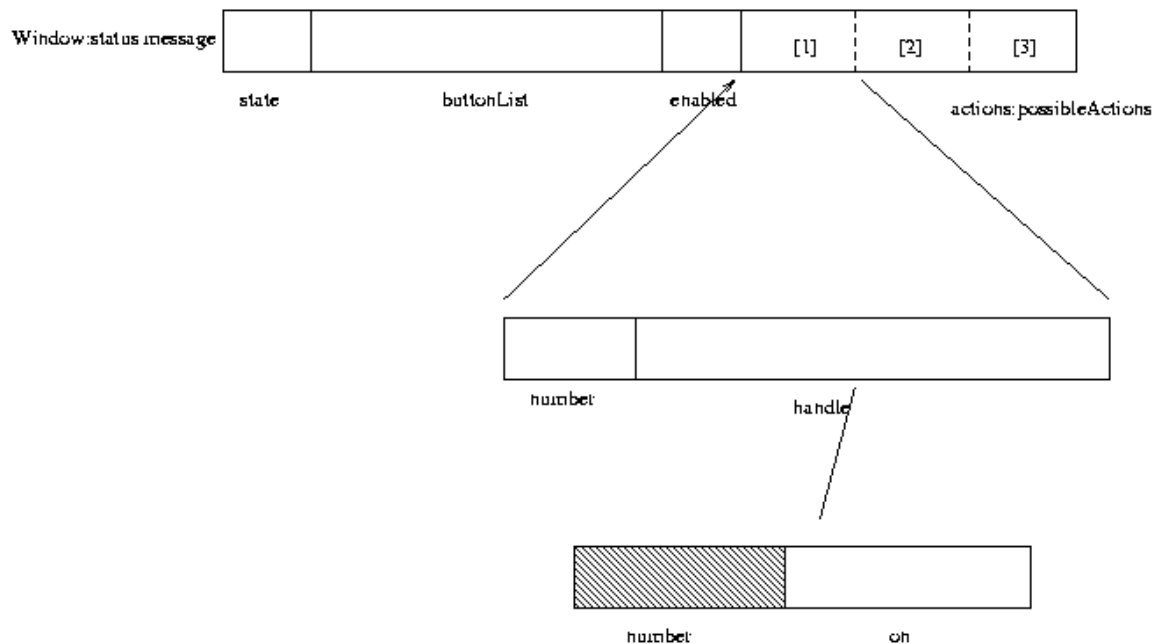 Window:status message
[1] [2] [3]
state buttonList enabled actions:possibleActions
number handle
number on